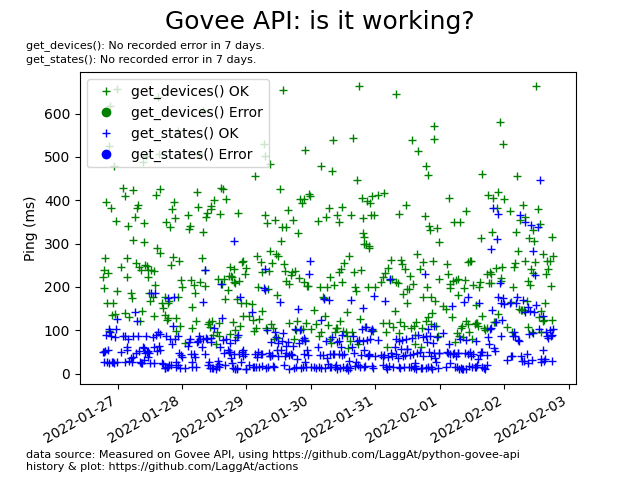 Govee API: is it working?
get_devices(): No recorded error in 7 days.
get_states(): No recorded error in 7 days.
get_devices() OK
get_devices() Error
get_states() OK
get_states() Error
Ping (ms)
600
500
400
300
200
100
0
2022-01-27
2022-01-28
2022-01-29
2022-01-30
2022-01-31
2022-02-01
2022-02-02
2022-02-03
data source: Measured on Govee API, using https://github.com/LaggAt/python-govee-api
history & plot: https://github.com/LaggAt/actions